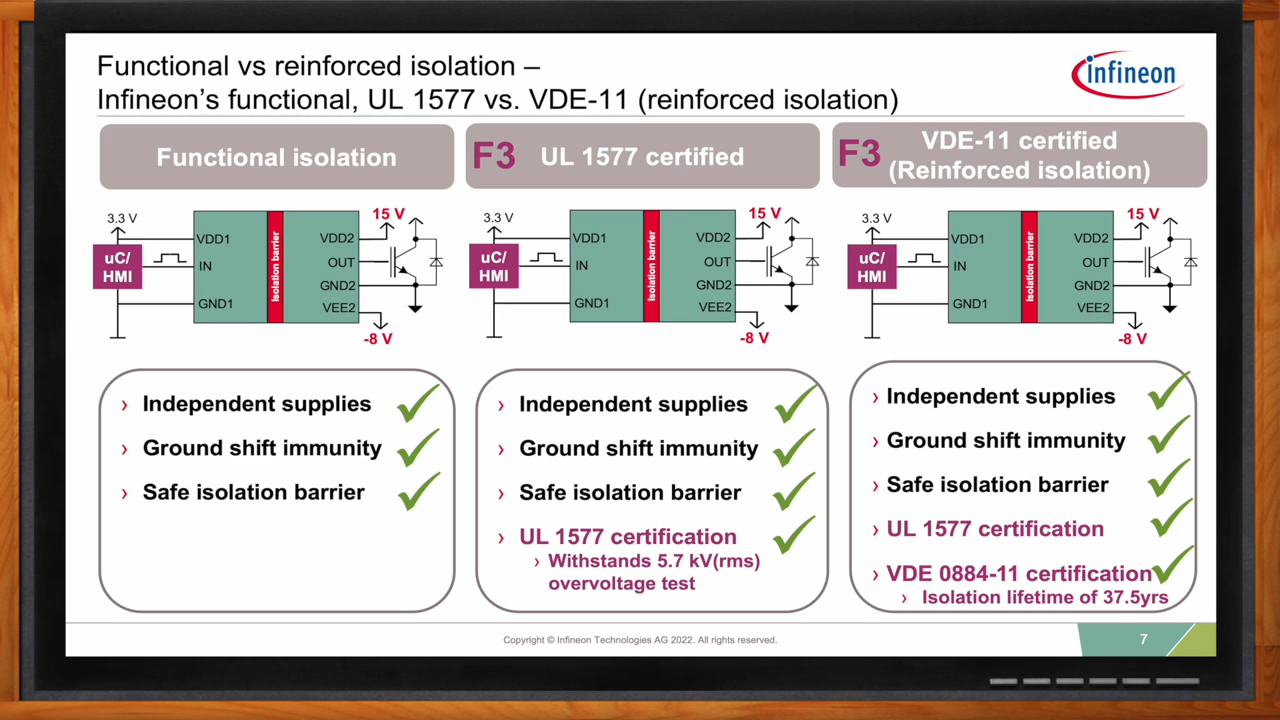 Functional vs reinforced isolation –
Infineon's functional, UL 1577 vs. VDE-11 (reinforced isolation)
infineon
Functional isolation
3.3 V
15 V
uC/
HMI
VDD1
IN
GND1
Isolation barrier
VDD2
OUT
GND2
VEE2
-8 V
› Independent supplies
› Ground shift immunity
› Safe isolation barrier
F3 UL 1577 certified
3.3 V
15 V
uC/
HMI
VDD1
IN
GND1
Isolation barrier
VDD2
OUT
GND2
VEE2
-8 V
› Independent supplies
› Ground shift immunity
› Safe isolation barrier
› UL 1577 certification
› Withstands 5.7 kV(rms)
overvoltage test
F3 VDE-11 certified
(Reinforced isolation)
3.3 V
15 V
uC/
HMI
VDD1
IN
GND1
Isolation barrier
VDD2
OUT
GND2
VEE2
-8 V
› Independent supplies
› Ground shift immunity
› Safe isolation barrier
› UL 1577 certification
› VDE 0884-11 certification
› Isolation lifetime of 37.5yrs
Copyright © Infineon Technologies AG 2022. All rights reserved.
7